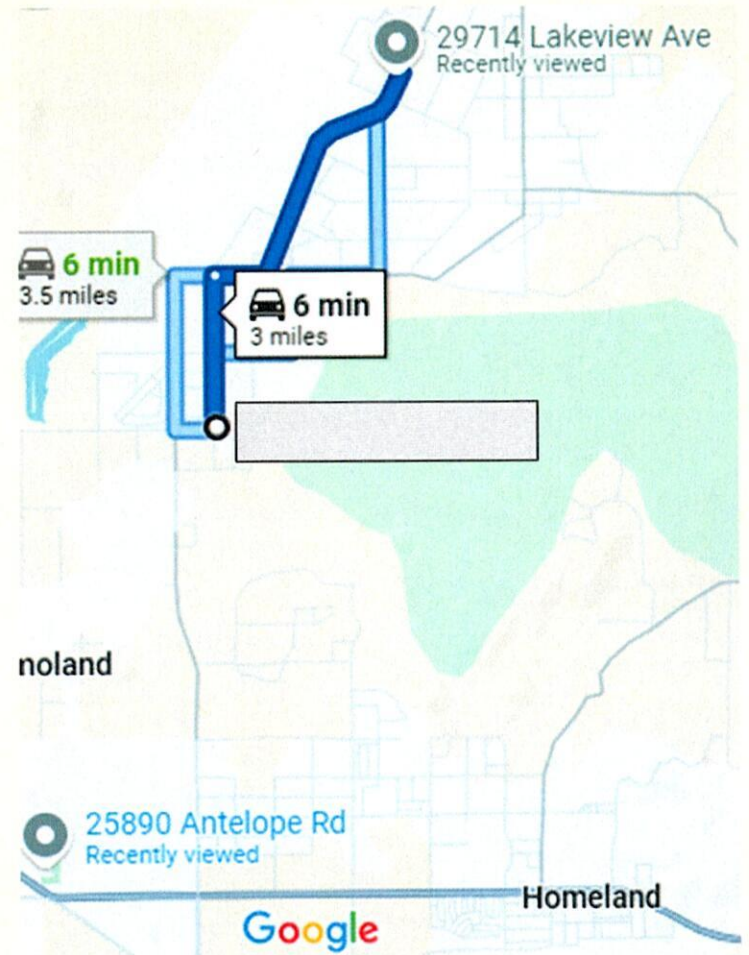 29714 Lakeview Ave
Recently viewed
6 min
3.5 miles
6 min
3 miles
noland
25890 Antelope Rd
Recently viewed
Homeland
Google